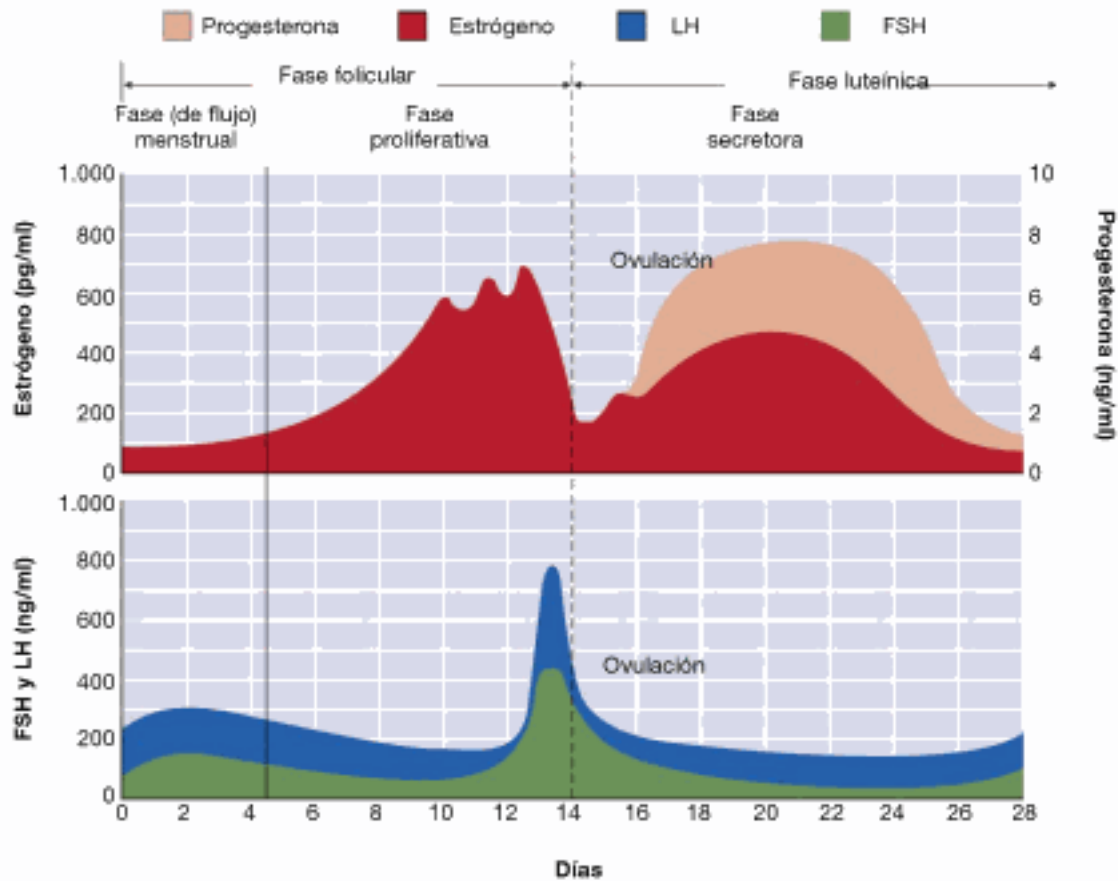 Progesterona Estrógeno LH FSH
Fase folicular Fase luteínica
Fase (de flujo) menstrual
Fase proliferativa
Fase secretora
Estrógeno (pg/ml)
1.000
800
600
400
200
0
Ovulación
10
8
6
4
2
0
Progesterona (ng/ml)
FSH y LH (ng/ml)
1.000
800
600
400
200
0
Ovulación
0 2 4 6 8 10 12 14 16 18 20 22 24 26 28
Días